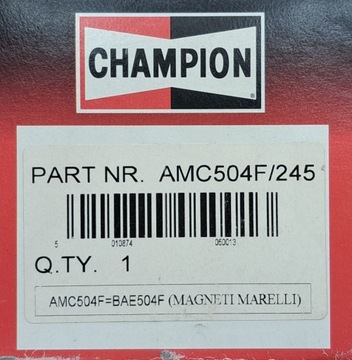 CHAMPION
®
PART NR. AMC504F/245
5 010874 060013
Q.TY. 1
AMC504F=BAE504F (MAGNETI MARELLI)